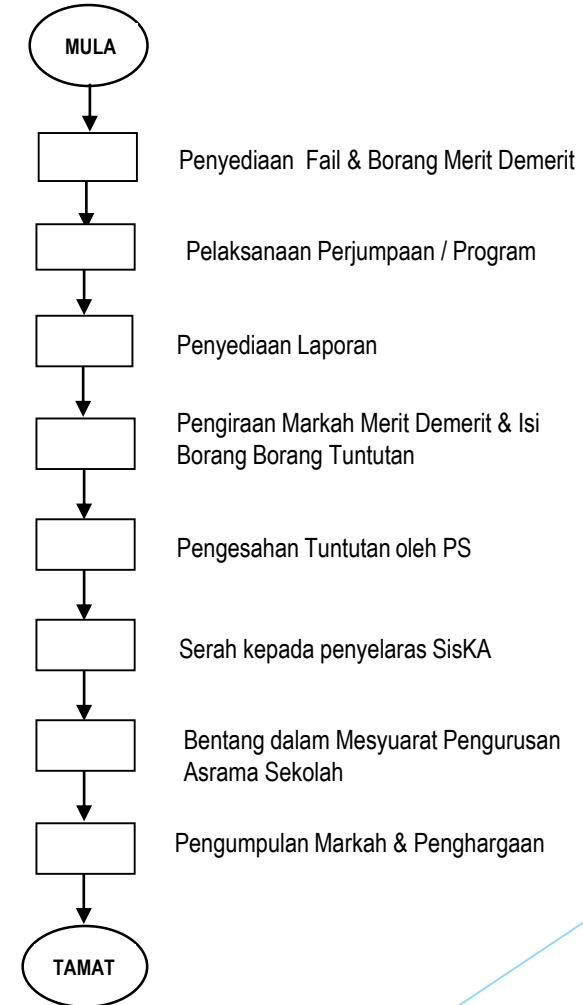 MULA
Penyediaan Fail & Borang Merit Demerit
Pelaksanaan Perjumpaan / Program
Penyediaan Laporan
Pengiraan Markah Merit Demerit & Isi
Borang Borang Tuntutan
Pengesahan Tuntutan oleh PS
Serah kepada penyelaras SisKA
Bentang dalam Mesyuarat Pengurusan
Asrama Sekolah
Pengumpulan Markah & Penghargaan
TAMAT